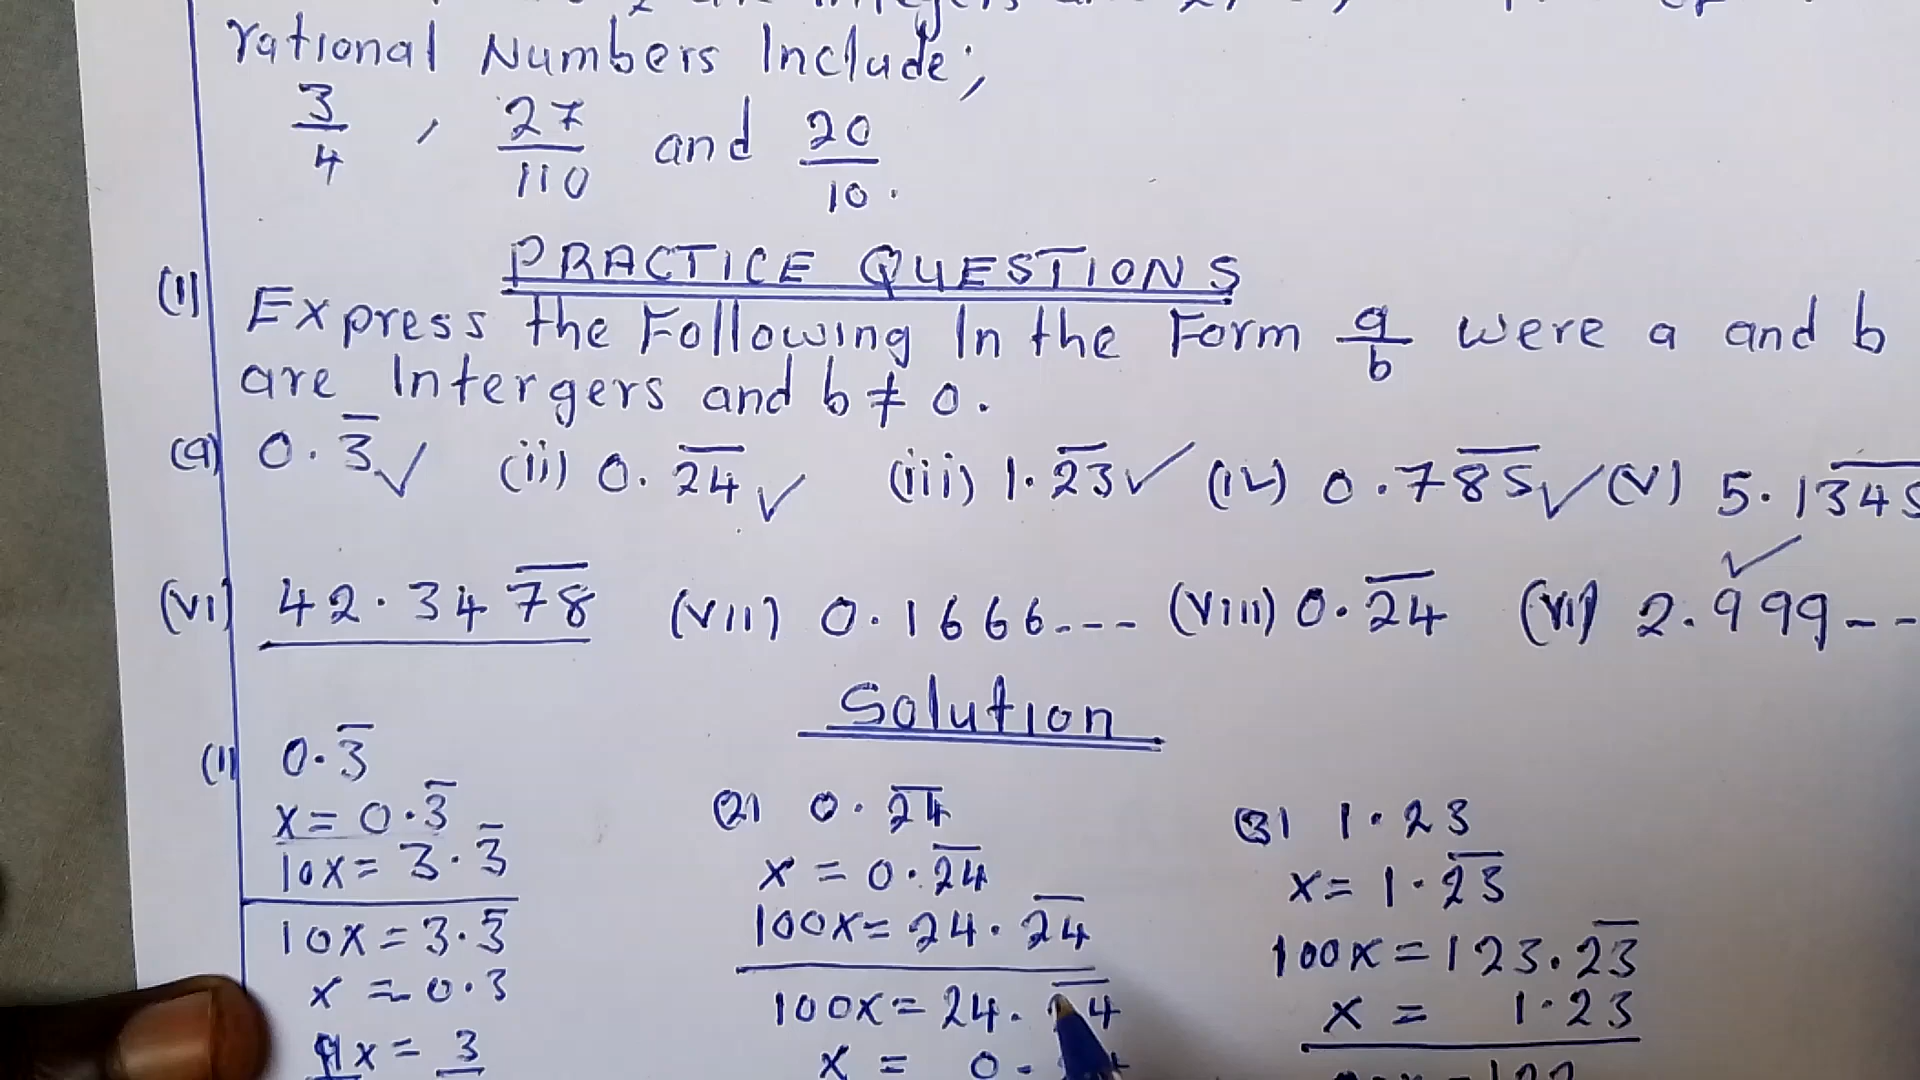 rational Numbers Include;
3/4 , 27/110 and 20/10.
PRACTICE QUESTIONS
(1) Express the Following In the Form a/b were a and b
are Intergers and b ≠ 0.
(a) 0.3̅ ✓ (ii) 0.2̅4̅ ✓ (iii) 1.2̅3̅ ✓ (iv) 0.78̅5̅ ✓ (v) 5.13̅4̅5̅ ✓
(vi) 42.347̅8̅ (vii) 0.1666--- (viii) 0.2̅4̅ (vi) 2.999--
Solution
(1) 0.3̅
x = 0.3̅
10x = 3.3̅
10x = 3.3̅
x = 0.3
9x = 3
(2) 0.2̅4̅
x = 0.2̅4̅
100x = 24.2̅4̅
100x = 24.2̅4̅
x = 0.
(3) 1.23
x = 1.2̅3̅
100x = 123.2̅3̅
x = 1.23